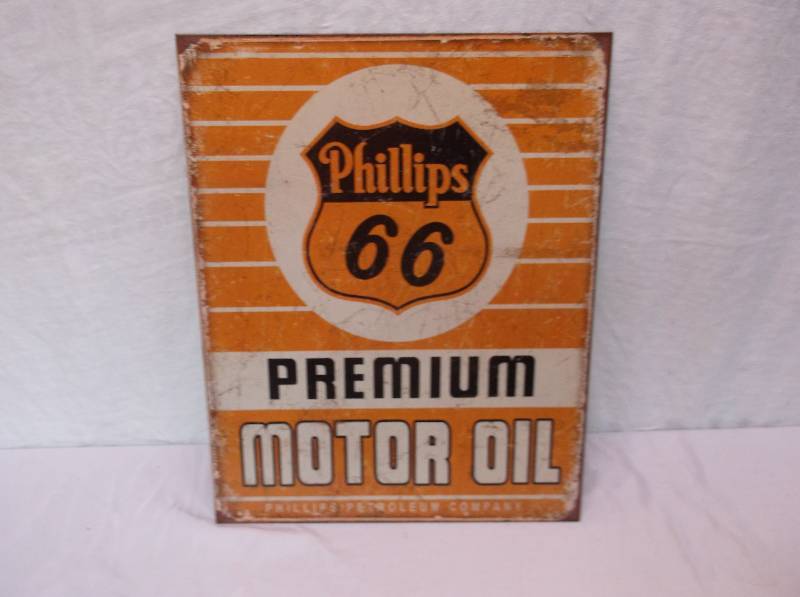 Phillips
66
PREMIUM
MOTOR OIL
PHILLIPS PETROLEUM COMPANY